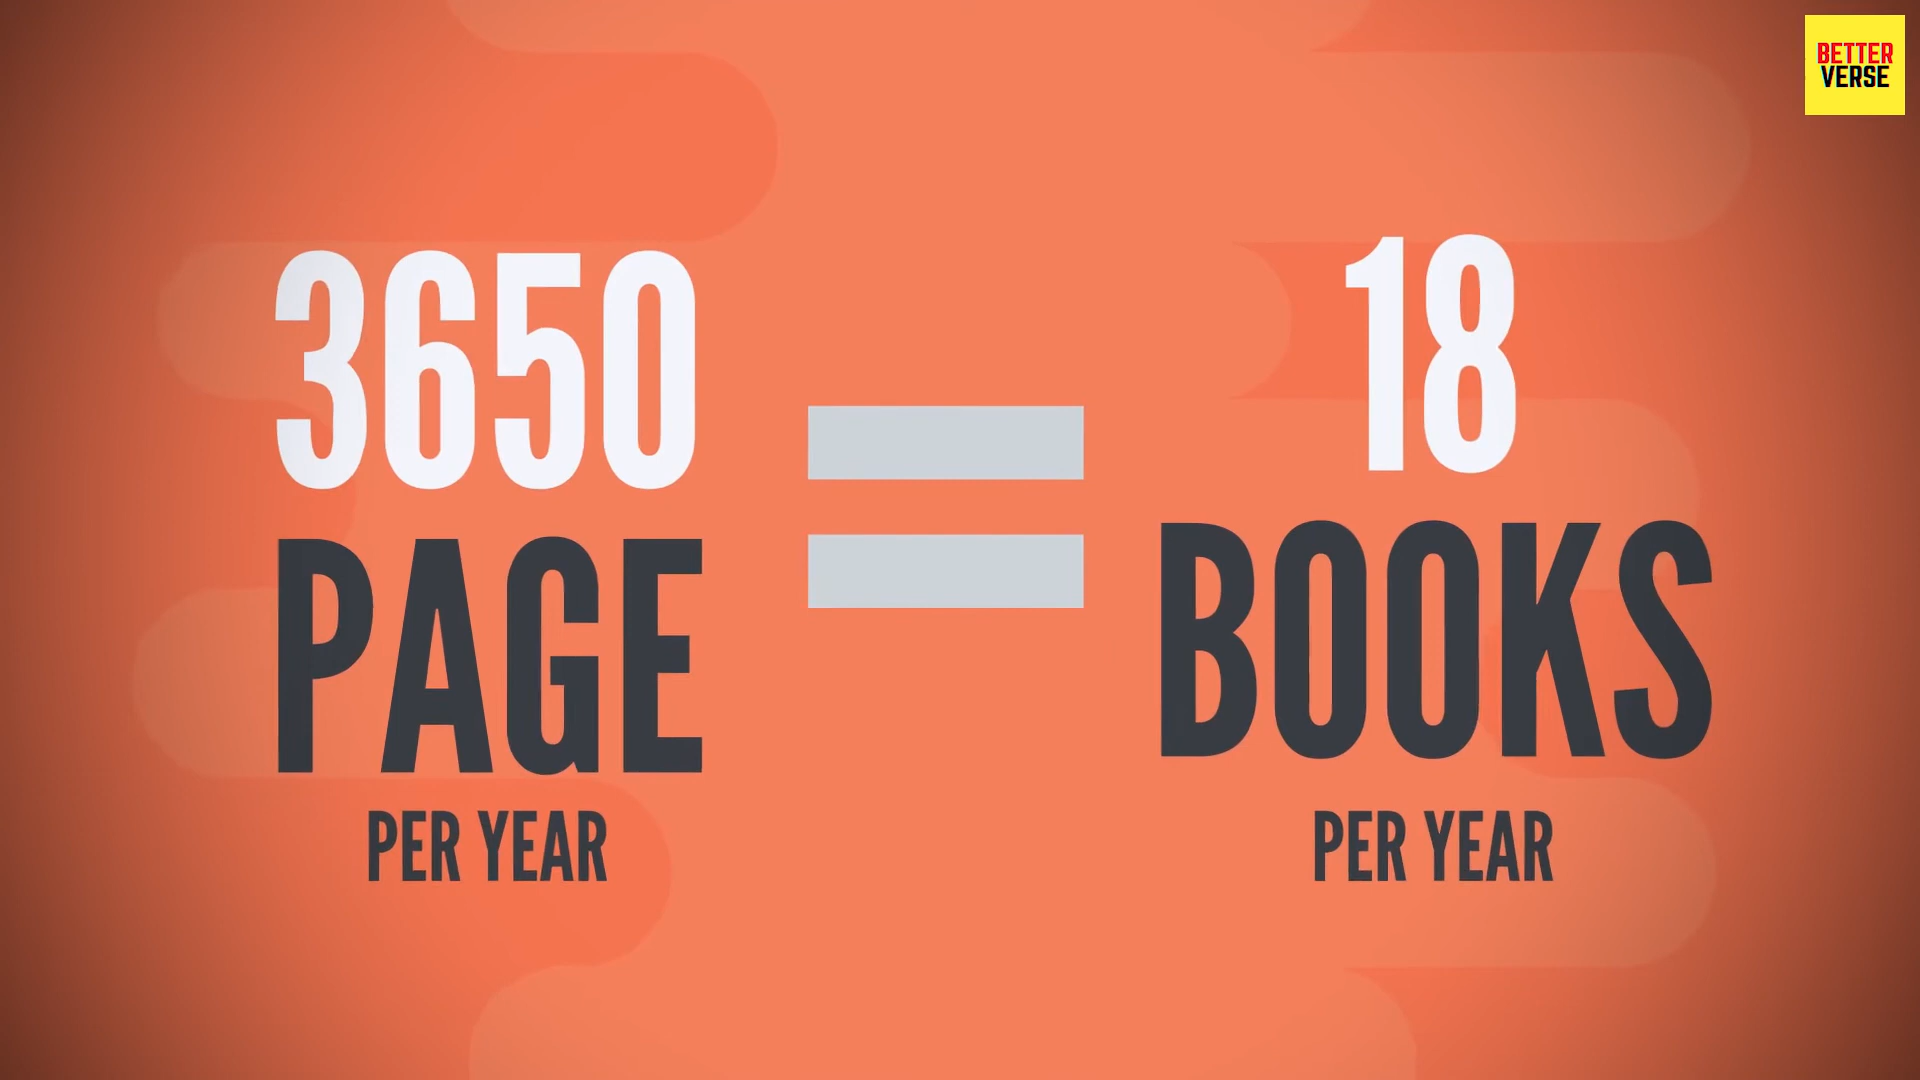 BETTER
VERSE
3650
PAGE
PER YEAR
=
18
BOOKS
PER YEAR